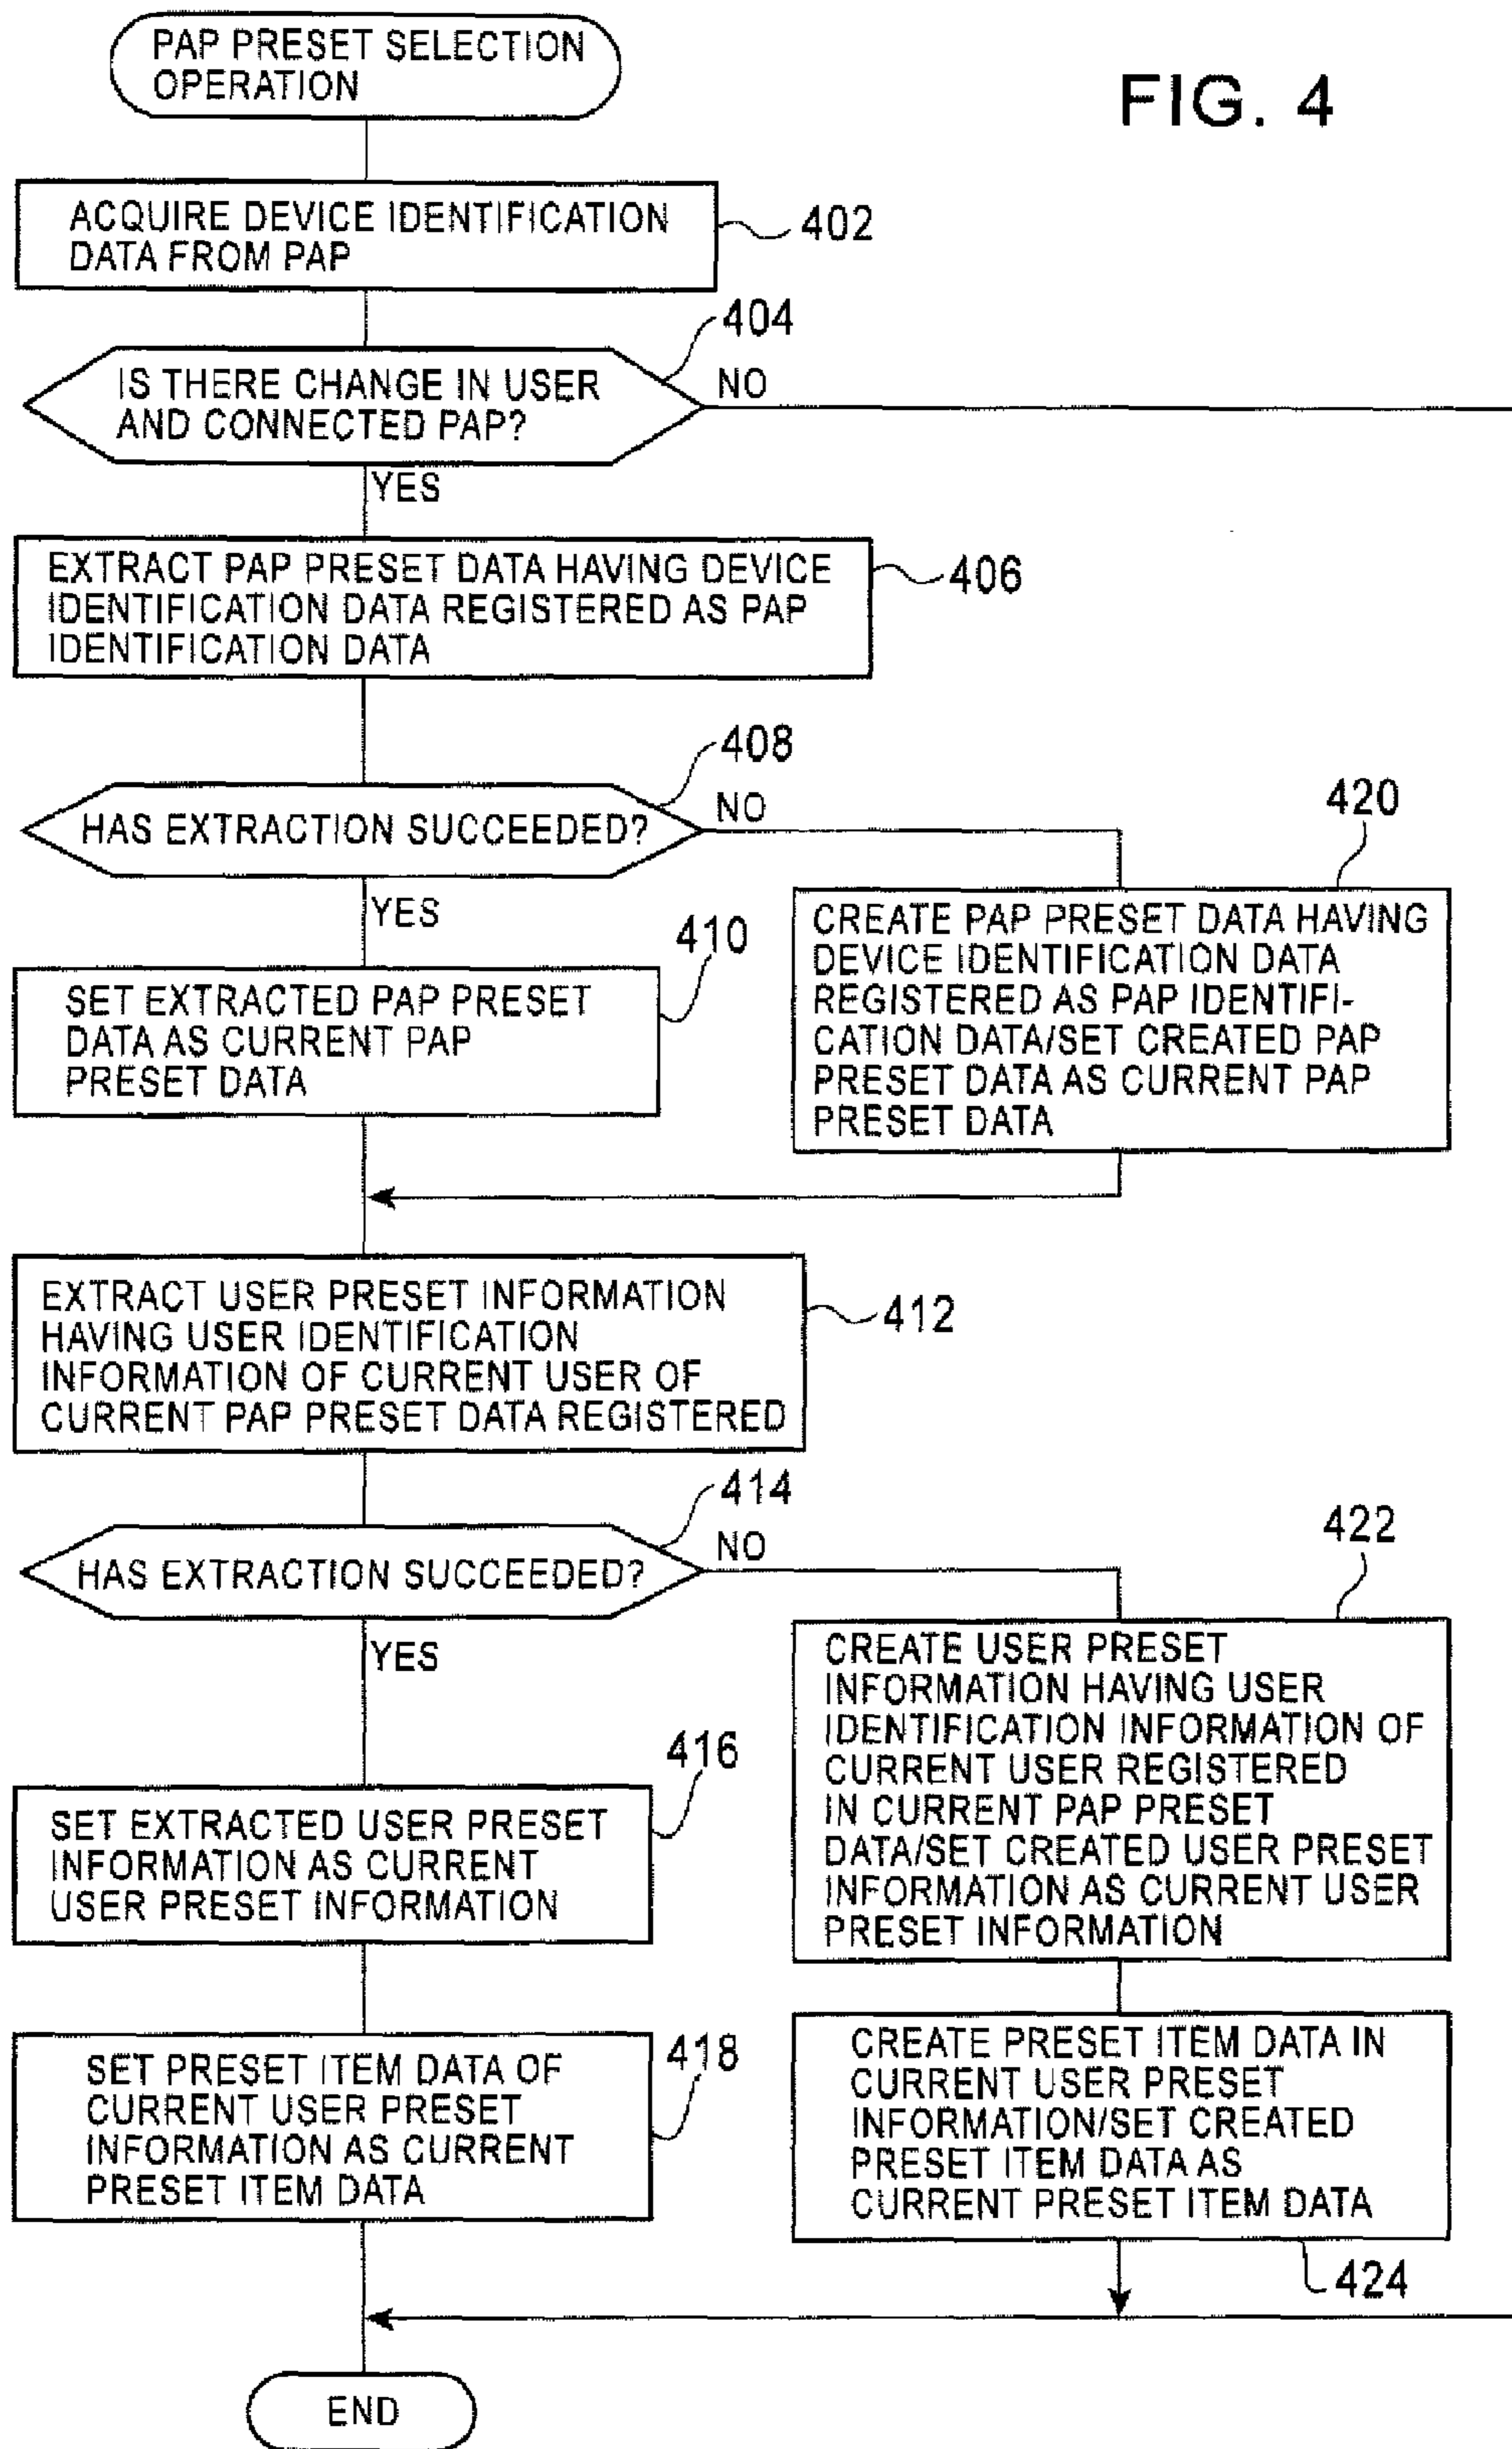 PAP PRESET SELECTION
OPERATION
FIG. 4
ACQUIRE DEVICE IDENTIFICATION
DATA FROM PAP
402
404
IS THERE CHANGE IN USER
AND CONNECTED PAP?
NO
YES
EXTRACT PAP PRESET DATA HAVING DEVICE
IDENTIFICATION DATA REGISTERED AS PAP
IDENTIFICATION DATA
406
408
HAS EXTRACTION SUCCEEDED?
NO
YES
420
CREATE PAP PRESET DATA HAVING
DEVICE IDENTIFICATION DATA
REGISTERED AS PAP IDENTIFI-
CATION DATA/SET CREATED PAP
PRESET DATA AS CURRENT PAP
PRESET DATA
410
SET EXTRACTED PAP PRESET
DATA AS CURRENT PAP
PRESET DATA
EXTRACT USER PRESET INFORMATION
HAVING USER IDENTIFICATION
INFORMATION OF CURRENT USER OF
CURRENT PAP PRESET DATA REGISTERED
412
414
HAS EXTRACTION SUCCEEDED?
NO
YES
422
CREATE USER PRESET
INFORMATION HAVING USER
IDENTIFICATION INFORMATION OF
CURRENT USER REGISTERED
IN CURRENT PAP PRESET
DATA/SET CREATED USER PRESET
INFORMATION AS CURRENT USER
PRESET INFORMATION
416
SET EXTRACTED USER PRESET
INFORMATION AS CURRENT
USER PRESET INFORMATION
418
SET PRESET ITEM DATA OF
CURRENT USER PRESET
INFORMATION AS CURRENT
PRESET ITEM DATA
CREATE PRESET ITEM DATA IN
CURRENT USER PRESET
INFORMATION/SET CREATED
PRESET ITEM DATA AS
CURRENT PRESET ITEM DATA
424
END